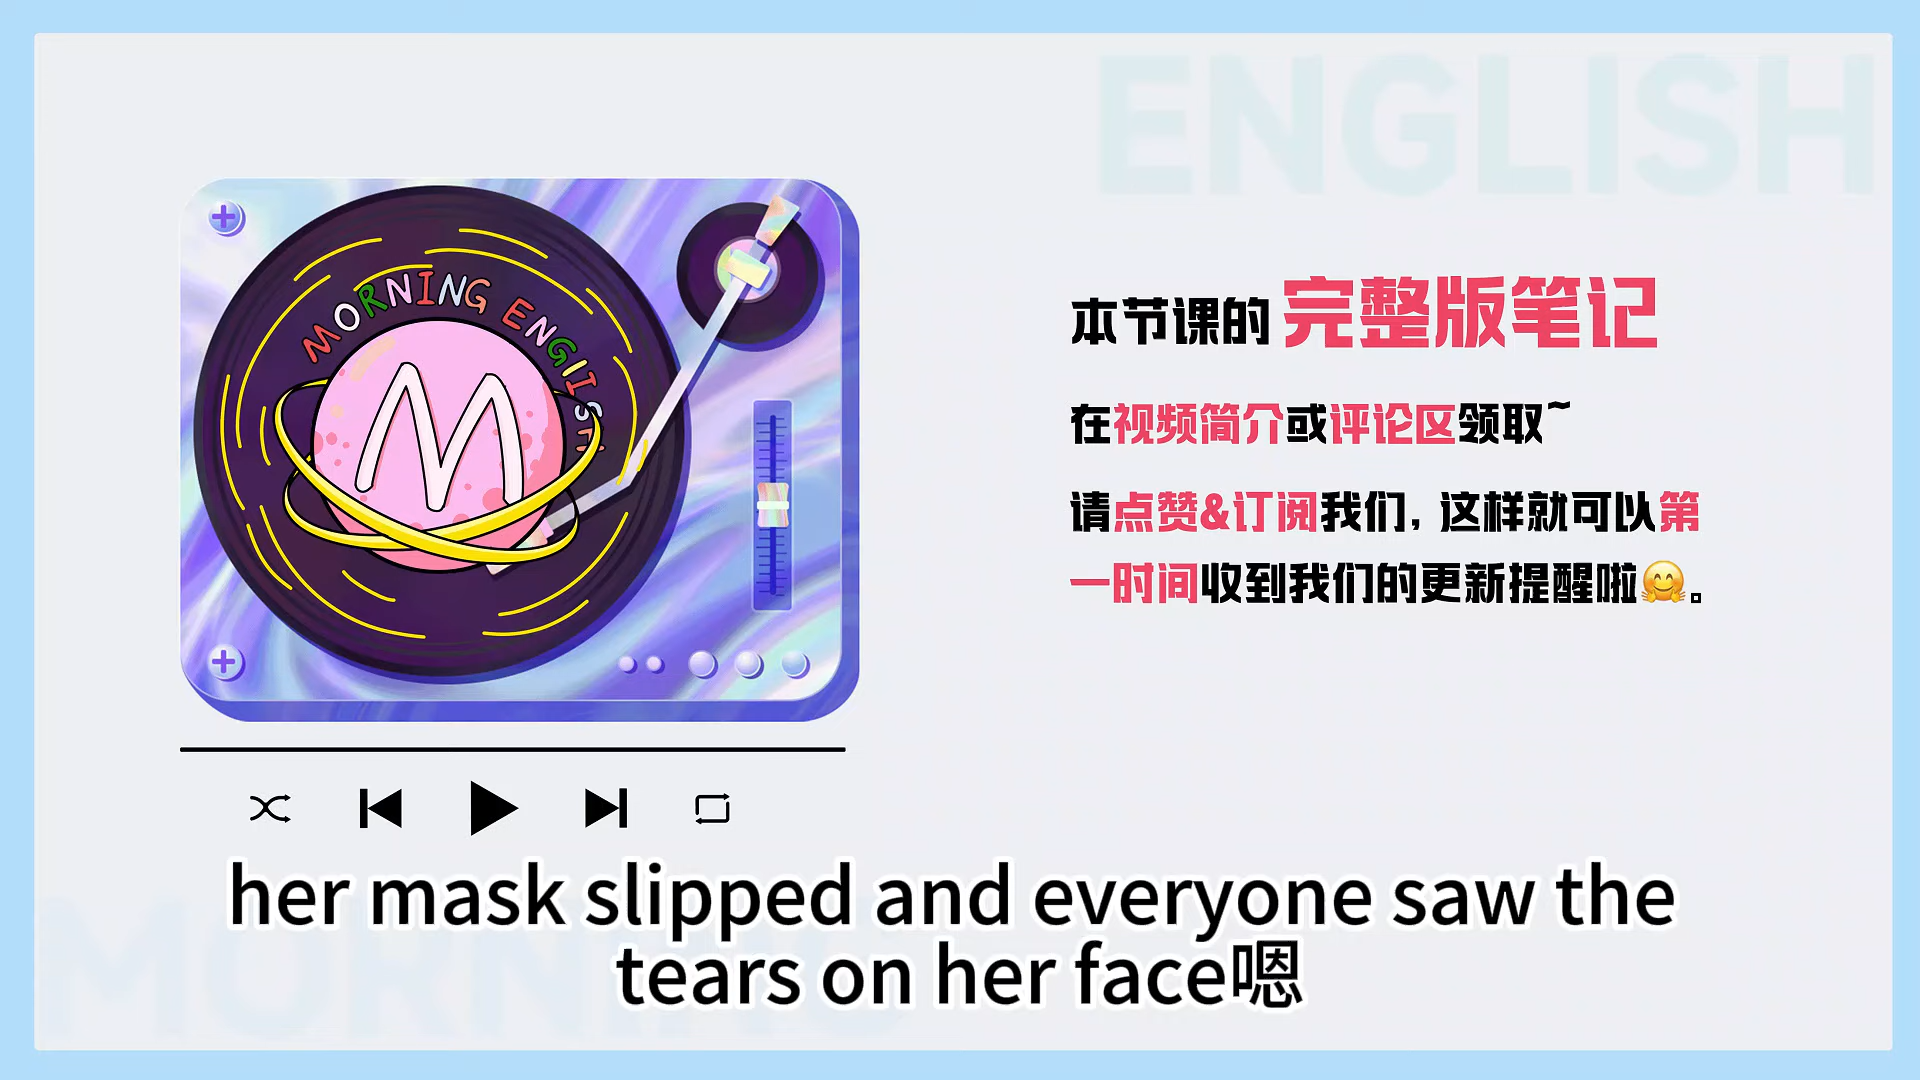 ENGLISH
MORNING ENGLISH
M
本节课的 完整版笔记
在视频简介或评论区领取~
请点赞&订阅我们，这样就可以第
一时间收到我们的更新提醒啦🤗。
MORNING
her mask slipped and everyone saw the
tears on her face嗯